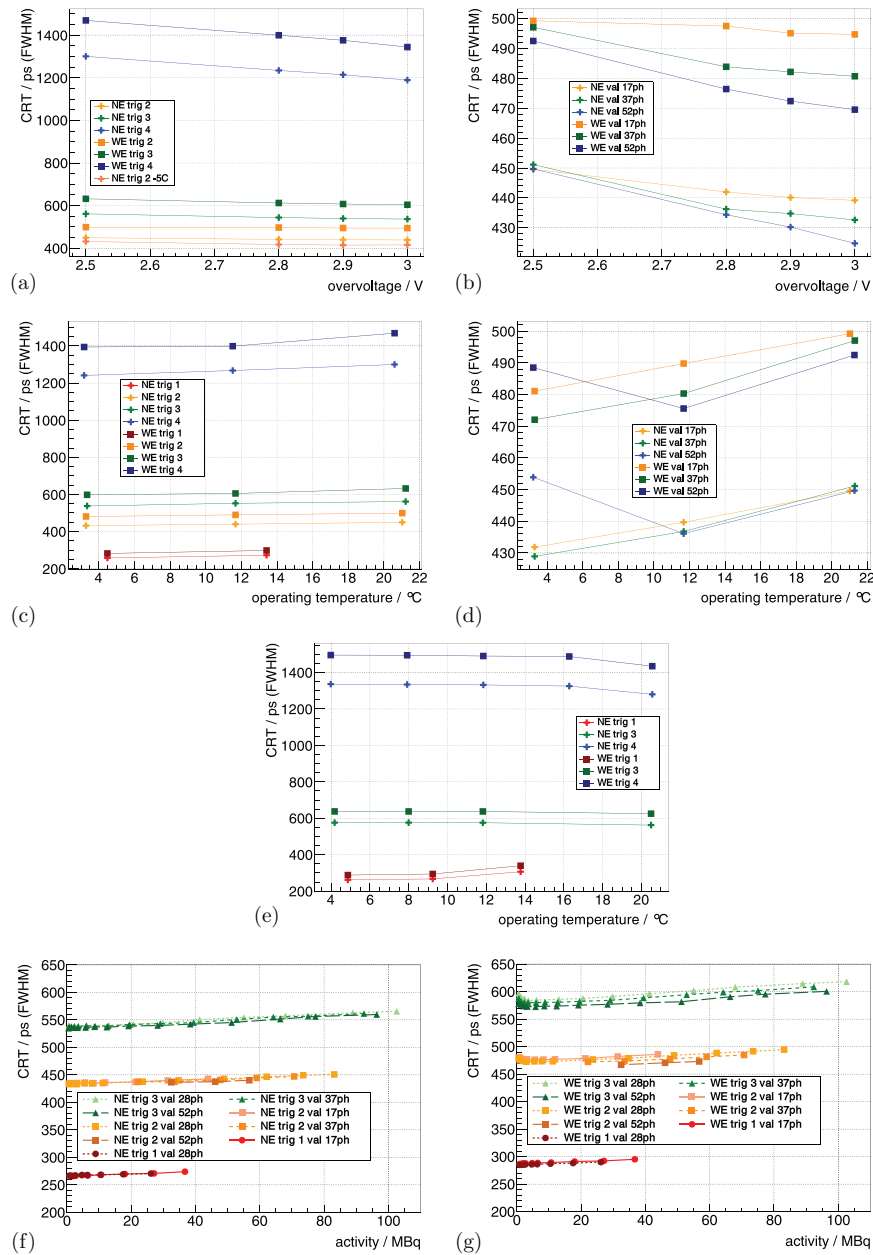 CRT / ps (FWHM)
1400
1200
1000
800
600
400
NE trig 2
NE trig 3
NE trig 4
WE trig 2
WE trig 3
WE trig 4
NE trig 2 -5C
2.5 2.6 2.7 2.8 2.9 3
overvoltage / V
(a)
CRT / ps (FWHM)
500
490
480
470
460
450
440
430
NE val 17ph
NE val 37ph
NE val 52ph
WE val 17ph
WE val 37ph
WE val 52ph
2.5 2.6 2.7 2.8 2.9 3
overvoltage / V
(b)
CRT / ps (FWHM)
1400
1200
1000
800
600
400
200
NE trig 1
NE trig 2
NE trig 3
NE trig 4
WE trig 1
WE trig 2
WE trig 3
WE trig 4
4 6 8 10 12 14 16 18 20 22
operating temperature / ºC
(c)
CRT / ps (FWHM)
500
490
480
470
460
450
440
430
NE val 17ph
NE val 37ph
NE val 52ph
WE val 17ph
WE val 37ph
WE val 52ph
4 6 8 10 12 14 16 18 20 22
operating temperature / ºC
(d)
CRT / ps (FWHM)
1400
1200
1000
800
600
400
200
NE trig 1
NE trig 3
NE trig 4
WE trig 1
WE trig 3
WE trig 4
4 6 8 10 12 14 16 18 20
operating temperature / ºC
(e)
CRT / ps (FWHM)
650
600
550
500
450
400
350
300
250
200
NE trig 3 val 28ph NE trig 3 val 37ph
NE trig 3 val 52ph NE trig 2 val 17ph
NE trig 2 val 28ph NE trig 2 val 37ph
NE trig 2 val 52ph NE trig 1 val 17ph
NE trig 1 val 28ph
0 20 40 60 80 100
activity / MBq
(f)
CRT / ps (FWHM)
650
600
550
500
450
400
350
300
250
200
WE trig 3 val 28ph WE trig 3 val 37ph
WE trig 3 val 52ph WE trig 2 val 17ph
WE trig 2 val 28ph WE trig 2 val 37ph
WE trig 2 val 52ph WE trig 1 val 17ph
WE trig 1 val 28ph
0 20 40 60 80 100
activity / MBq
(g)